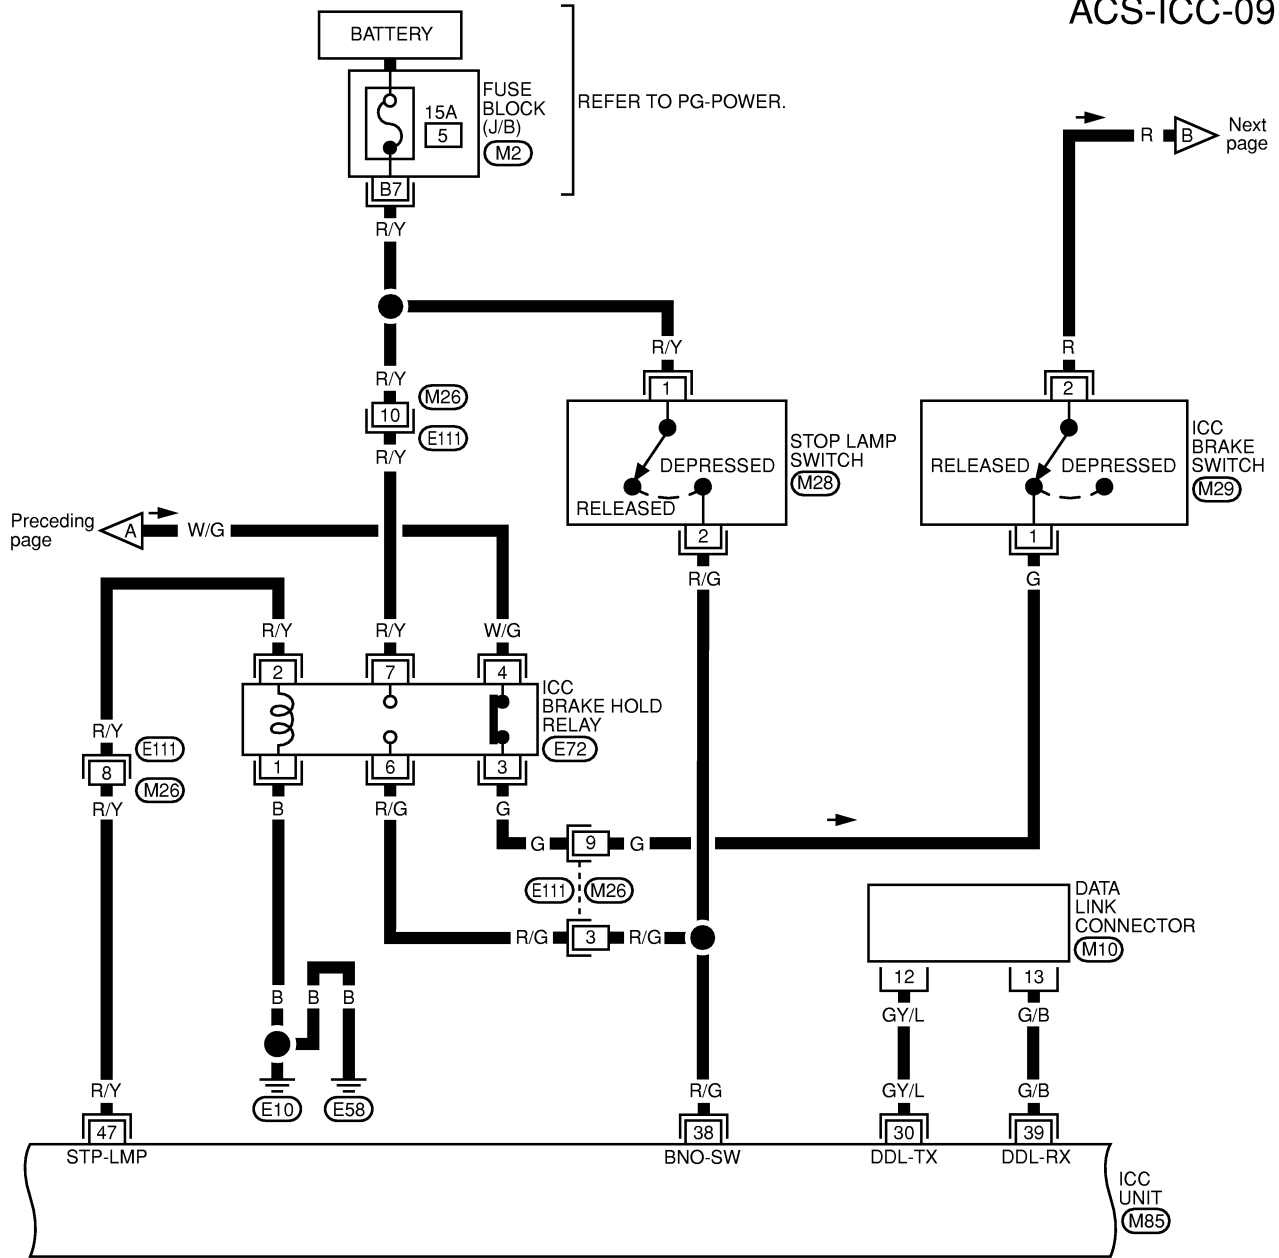 ACS-ICC-09
BATTERY
FUSE
BLOCK
(J/B)
M2
15A
5
REFER TO PG-POWER.
B7
R/Y
R
B
Next
page
R/Y
10
M26
E111
R/Y
R/Y
1
STOP LAMP
SWITCH
M28
DEPRESSED
RELEASED
2
R/G
R
2
ICC
BRAKE
SWITCH
M29
RELEASED
DEPRESSED
1
G
Preceding
page
A
W/G
R/Y
R/Y
W/G
2
7
4
ICC
BRAKE HOLD
RELAY
E72
1
6
3
B
R/G
G
R/Y
8
E111
M26
R/Y
G
9
G
E111
M26
R/G
3
R/G
DATA
LINK
CONNECTOR
M10
12
13
GY/L
G/B
B
B
B
E10
E58
R/Y
R/G
GY/L
G/B
47
38
30
39
STP-LMP
BNO-SW
DDL-TX
DDL-RX
ICC
UNIT
M85